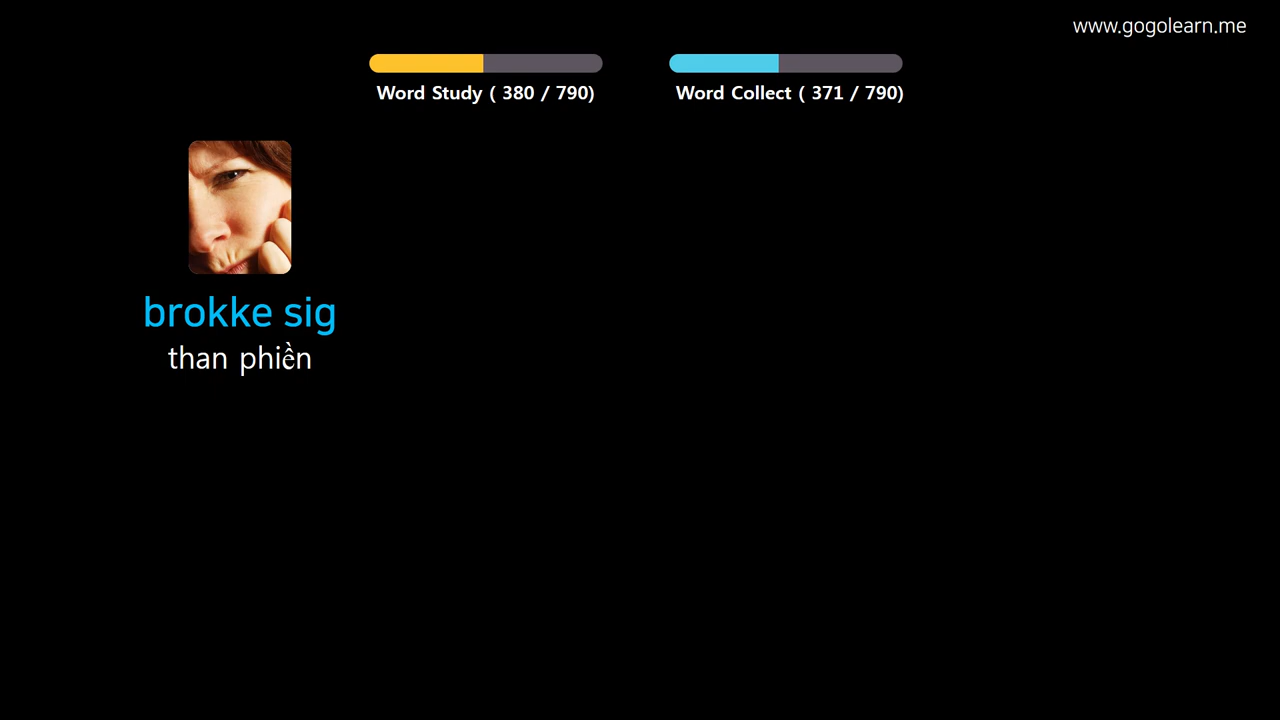 www.gogolearn.me
Word Study ( 380 / 790)
Word Collect ( 371 / 790)
brokke sig
than phiền